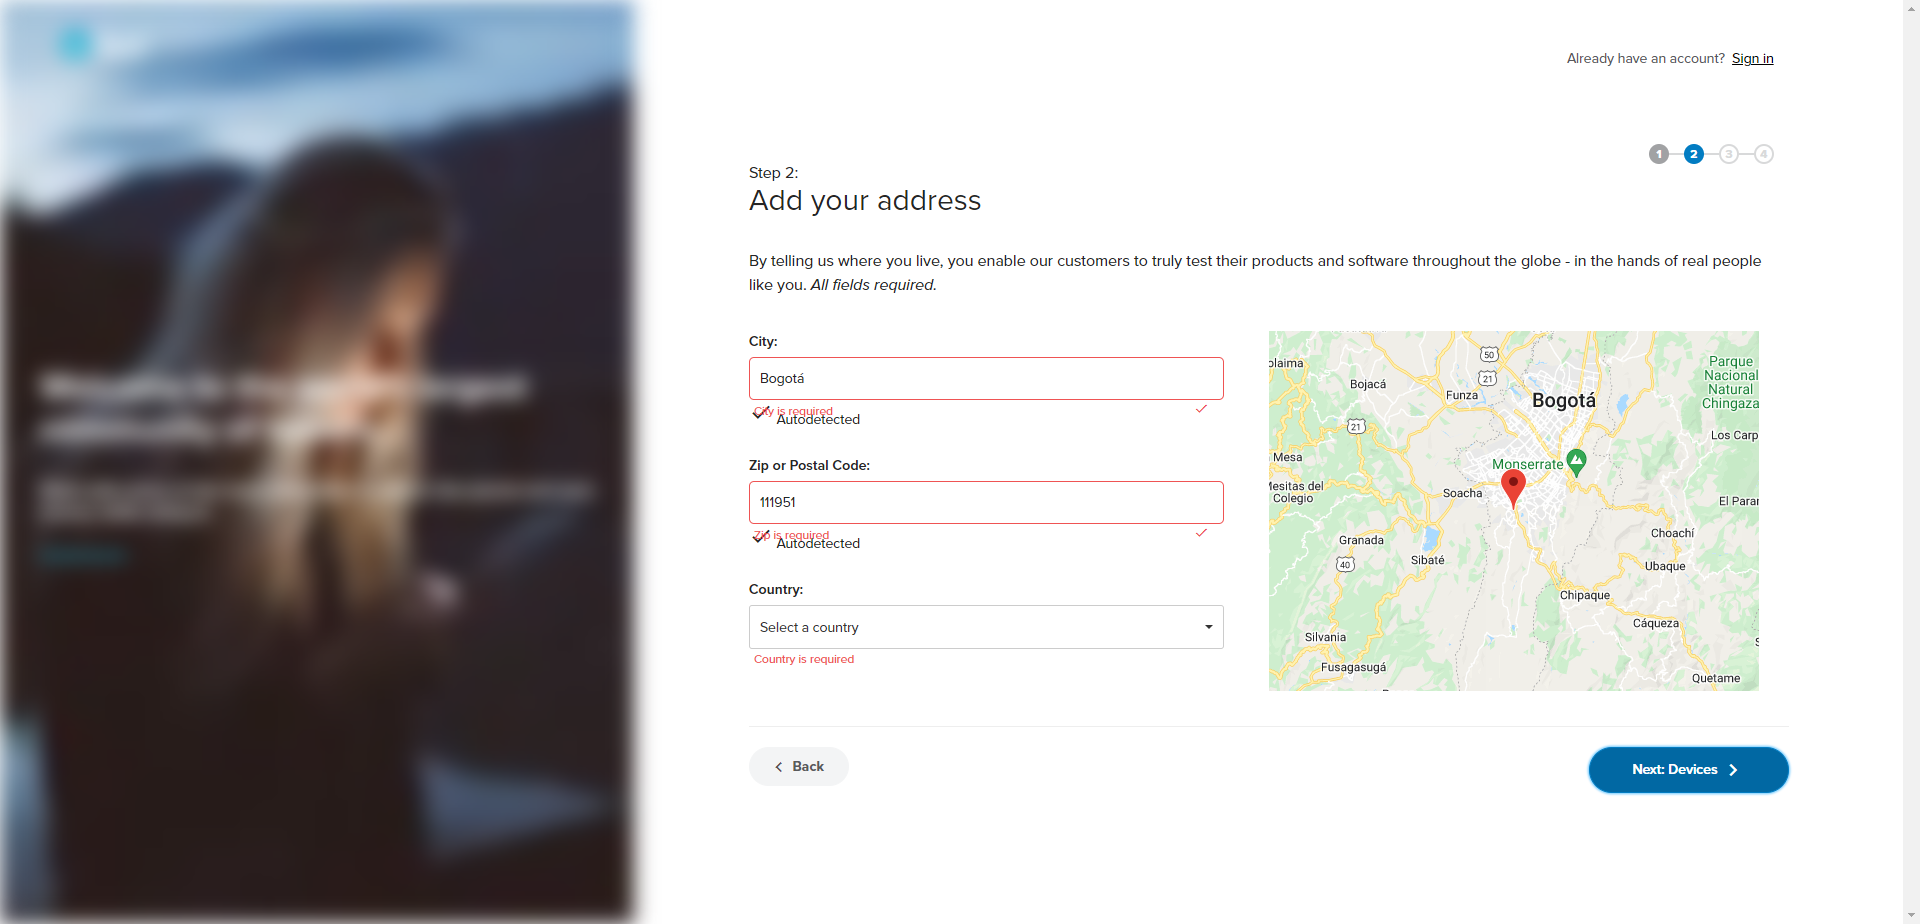 Already have an account? Sign in
1 2 3 4
Step 2:
Add your address
By telling us where you live, you enable our customers to truly test their products and software throughout the globe - in the hands of real people
like you. All fields required.
City:
Bogotá
City is required
Autodetected
Zip or Postal Code:
111951
Zip is required
Autodetected
Country:
Select a country
Country is required
50
Parque
Nacional
Natural
Chingaza
olaima
Bojacá
21
Funza
Bogotá
21
Los Carp
Mesa
Monserrate
Mesitas del
Colegio
Soacha
El Parar
Choachí
Granada
Sibaté
40
Ubaque
Chipaque
Cáqueza
Silvania
Fusagasugá
Quetame
Back
Next: Devices